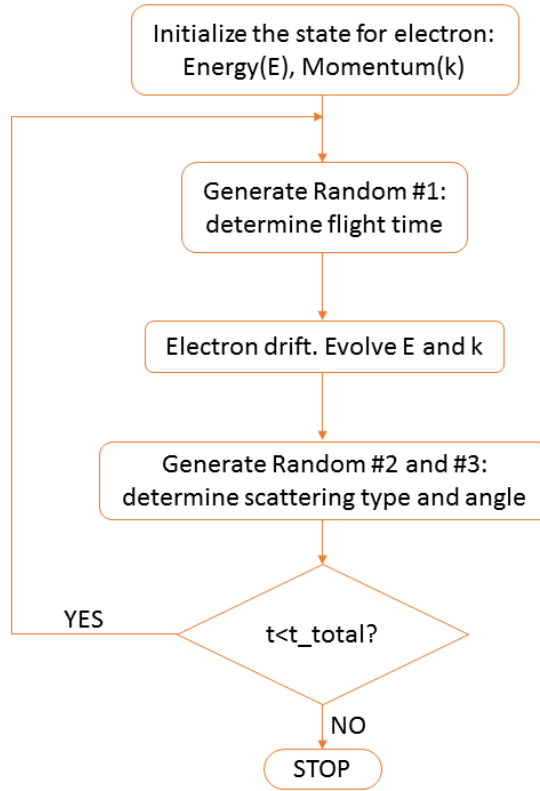 Initialize the state for electron:
Energy(E), Momentum(k)
Generate Random #1:
determine flight time
Electron drift. Evolve E and k
Generate Random #2 and #3:
determine scattering type and angle
t<t_total?
YES
NO
STOP